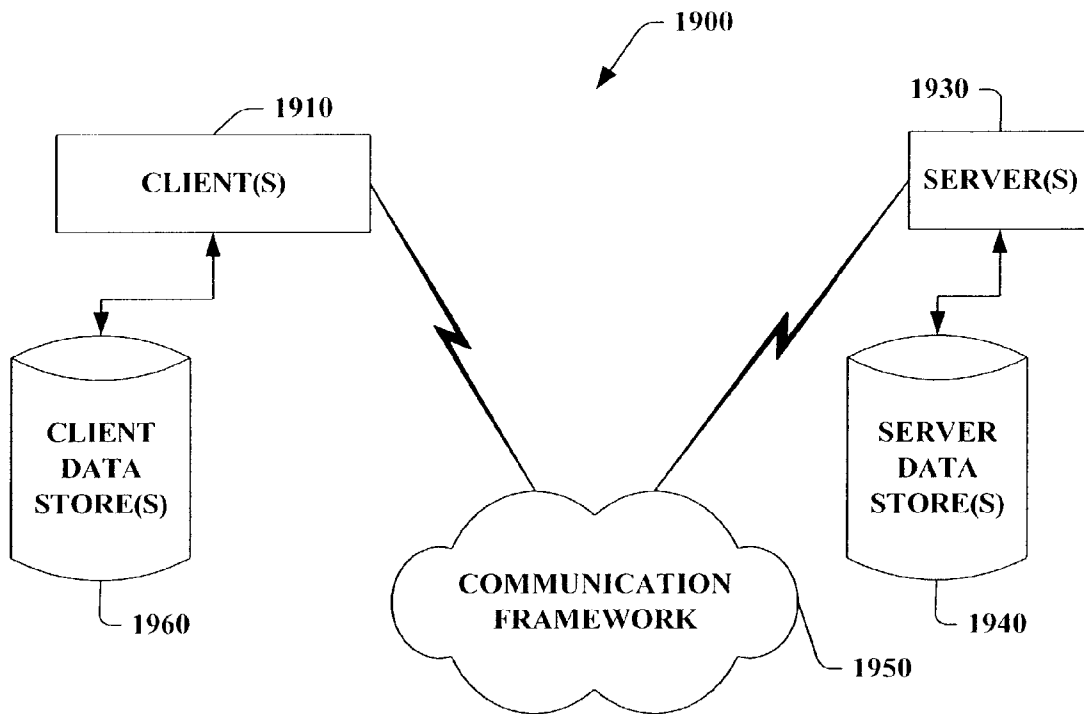 1900
1910
1930
CLIENT(S)
SERVER(S)
CLIENT
DATA
STORE(S)
SERVER
DATA
STORE(S)
COMMUNICATION
FRAMEWORK
1960
1940
1950